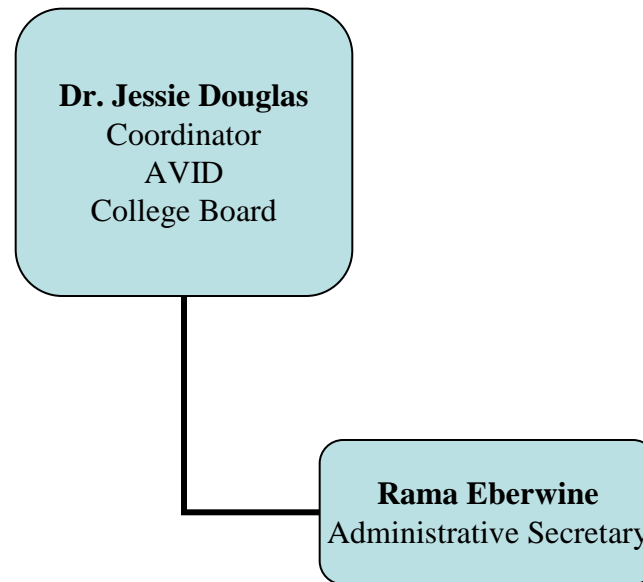 Dr. Jessie Douglas
Coordinator
AVID
College Board
Rama Eberwine
Administrative Secretary